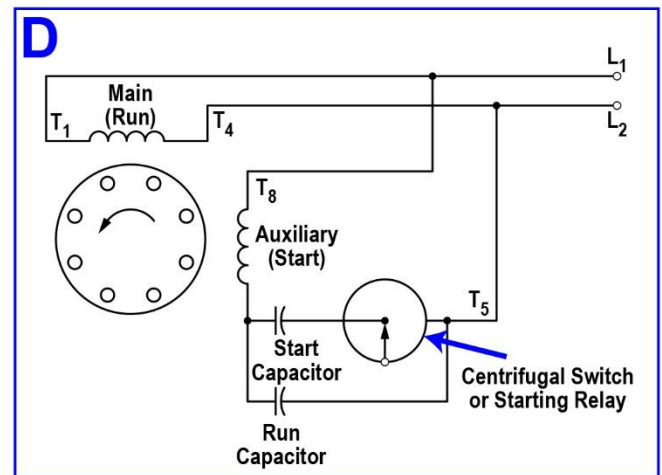 D
L1
Main
(Run)
T1
T4
L2
T8
Auxiliary
(Start)
T5
Start
Capacitor
Centrifugal Switch
or Starting Relay
Run
Capacitor